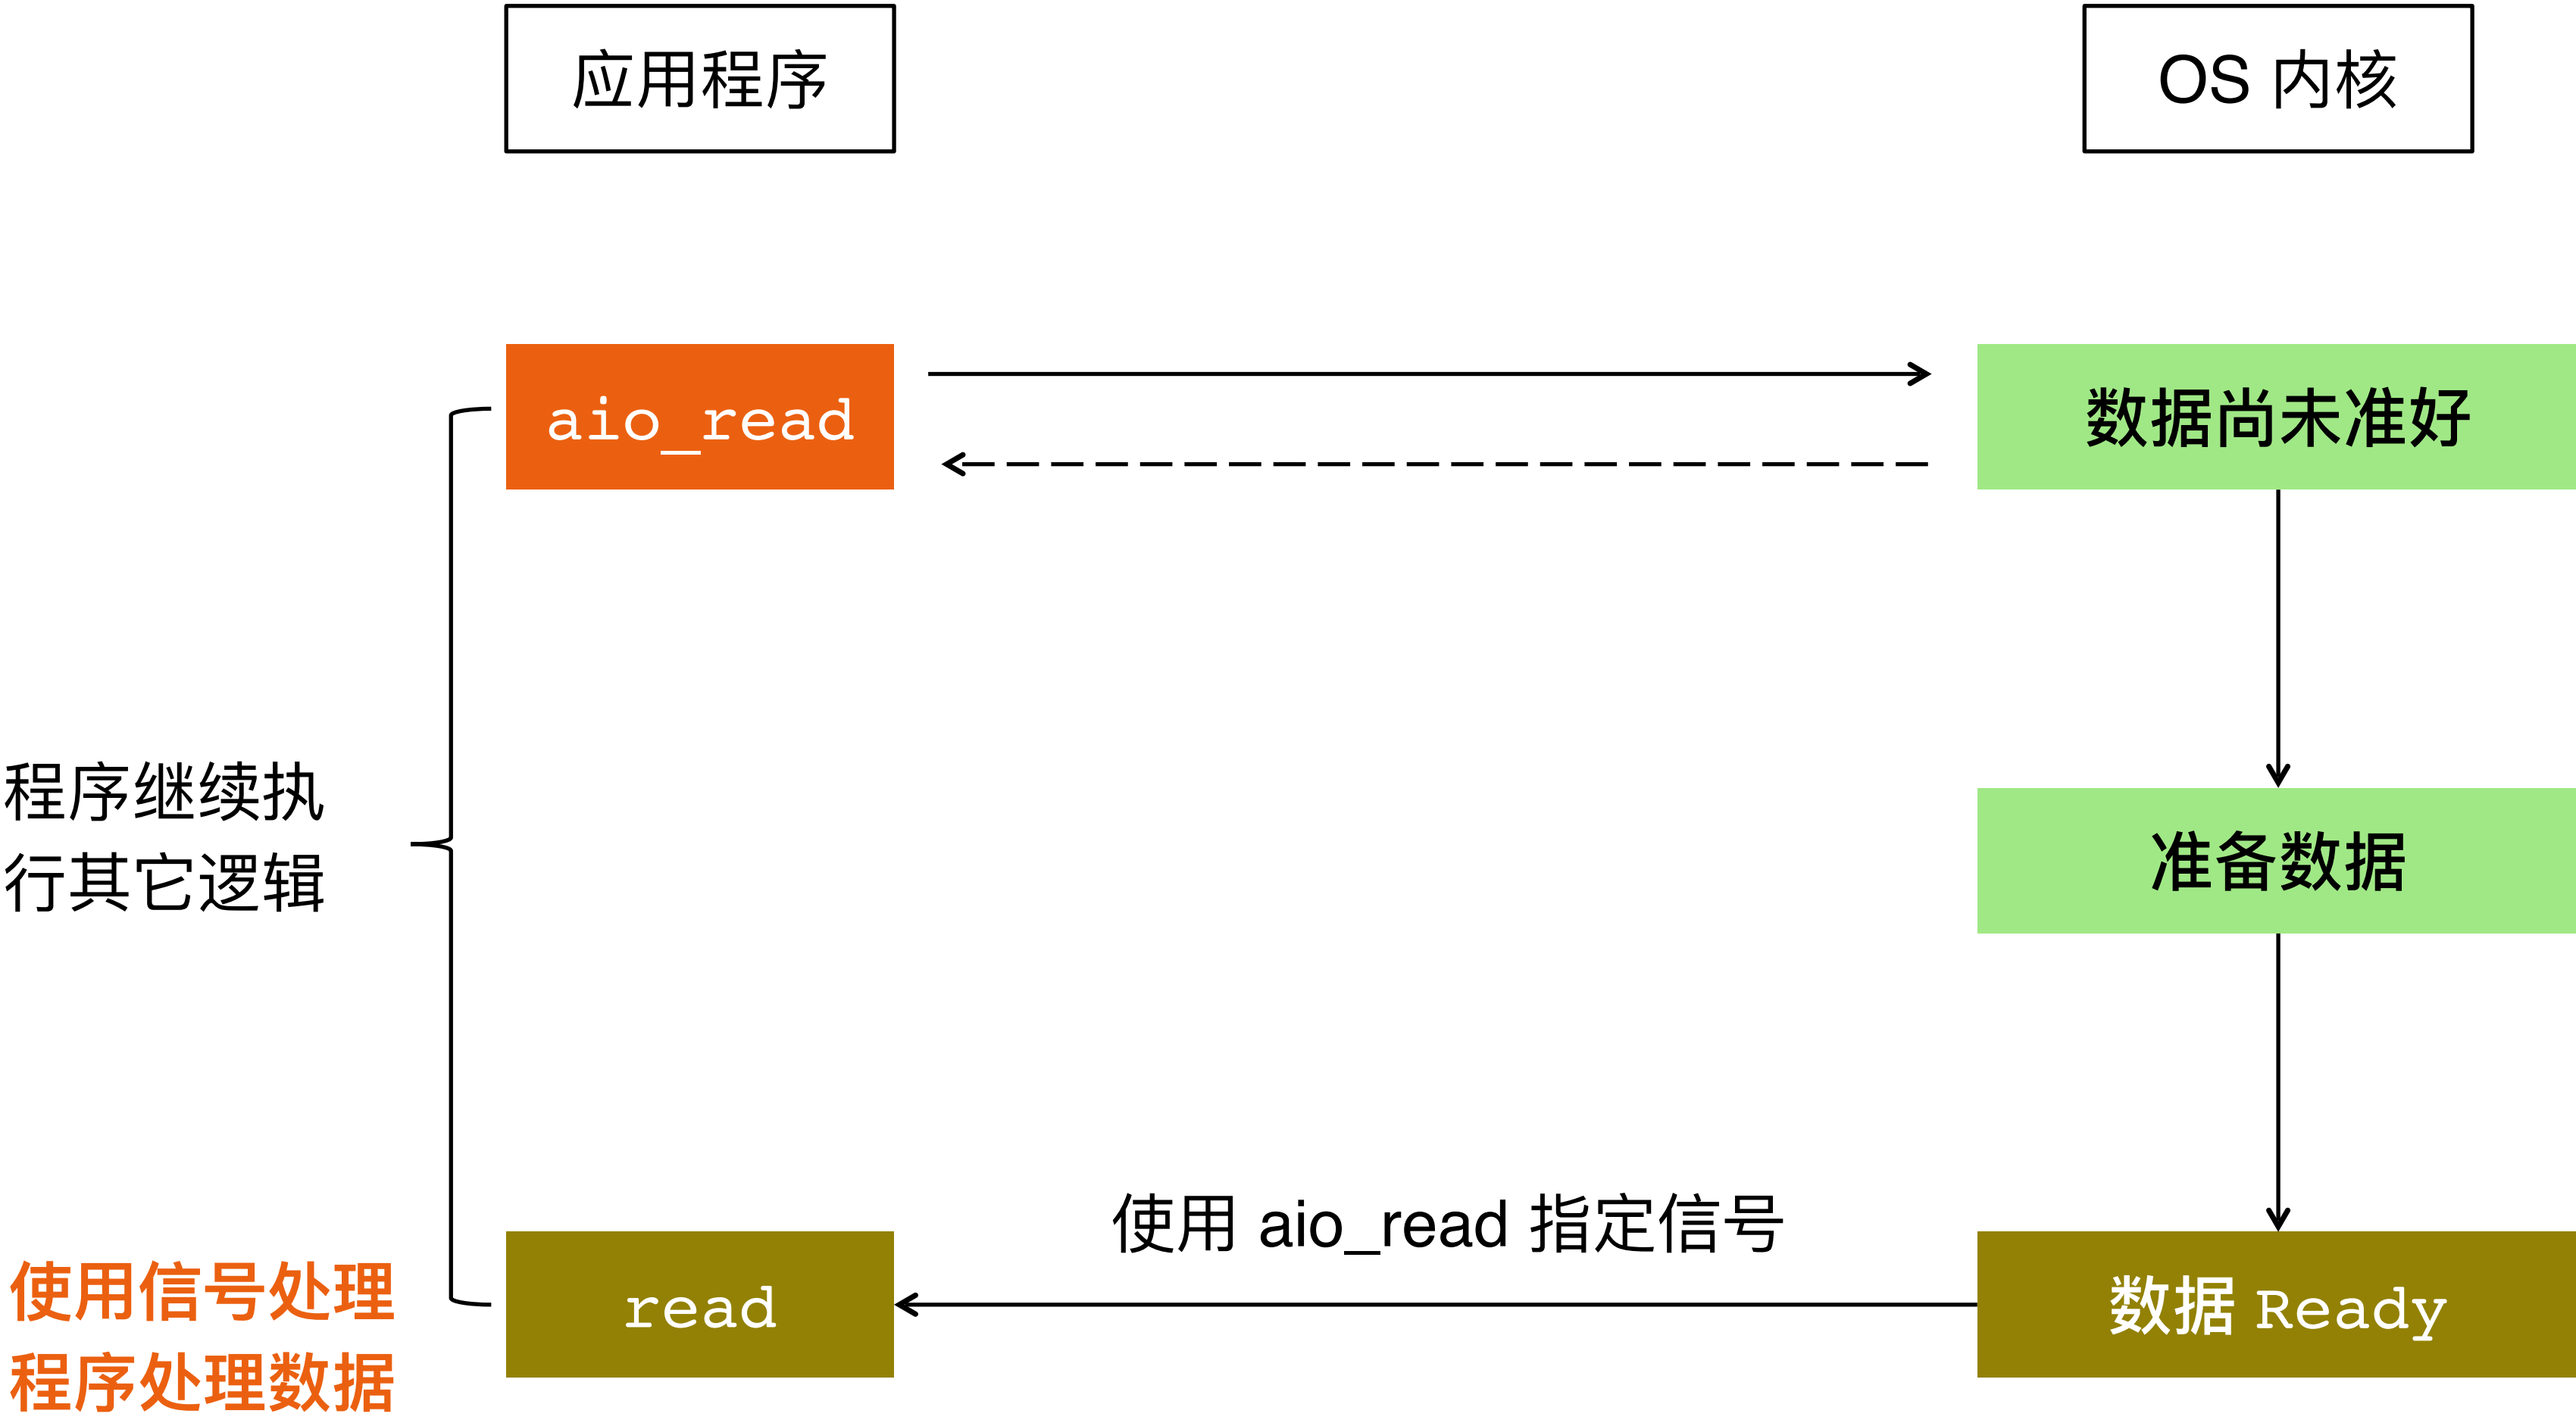 应用程序
OS 内核
aio_read
数据尚未准好
程序继续执
行其它逻辑
准备数据
使用 aio_read 指定信号
使用信号处理
程序处理数据
read
数据 Ready